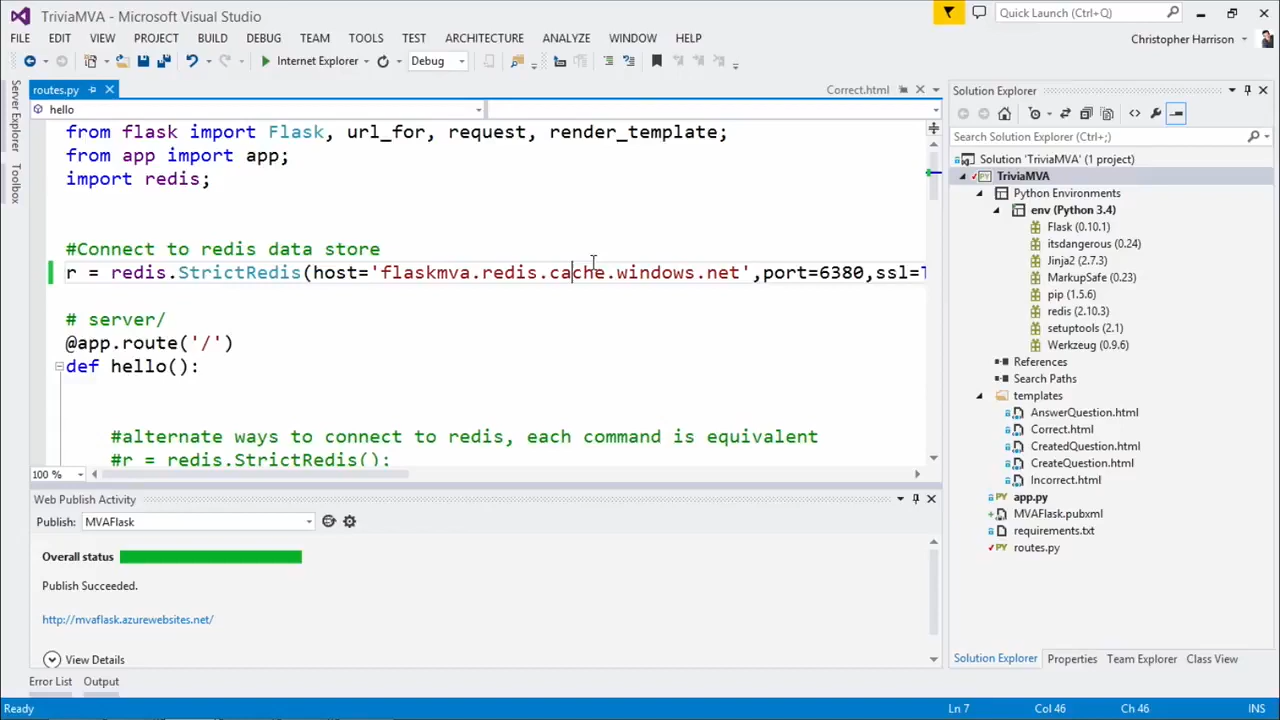 TriviaMVA - Microsoft Visual Studio
Quick Launch (Ctrl+Q)
FILE EDIT VIEW PROJECT BUILD DEBUG TEAM TOOLS TEST ARCHITECTURE ANALYZE WINDOW HELP
Christopher Harrison
Internet Explorer
Debug
Server Explorer
Toolbox
routes.py
Correct.html
hello
from flask import Flask, url_for, request, render_template;
from app import app;
import redis;
#Connect to redis data store
r = redis.StrictRedis(host='flaskmva.redis.cache.windows.net',port=6380,ssl=
# server/
@app.route('/')
def hello():
#alternate ways to connect to redis, each command is equivalent
#r = redis.StrictRedis();
100 %
Web Publish Activity
Publish: MVAFlask
Overall status
Publish Succeeded.
http://mvaflask.azurewebsites.net/
View Details
Error List Output
Solution Explorer
Search Solution Explorer (Ctrl+;)
Solution 'TriviaMVA' (1 project)
PY TriviaMVA
Python Environments
env (Python 3.4)
Flask (0.10.1)
itsdangerous (0.24)
Jinja2 (2.7.3)
MarkupSafe (0.23)
pip (1.5.6)
redis (2.10.3)
setuptools (2.1)
Werkzeug (0.9.6)
References
Search Paths
templates
AnswerQuestion.html
Correct.html
CreatedQuestion.html
CreateQuestion.html
Incorrect.html
PY app.py
MVAFlask.pubxml
requirements.txt
PY routes.py
Solution Explorer Properties Team Explorer Class View
Ready
Ln 7 Col 46 Ch 46 INS